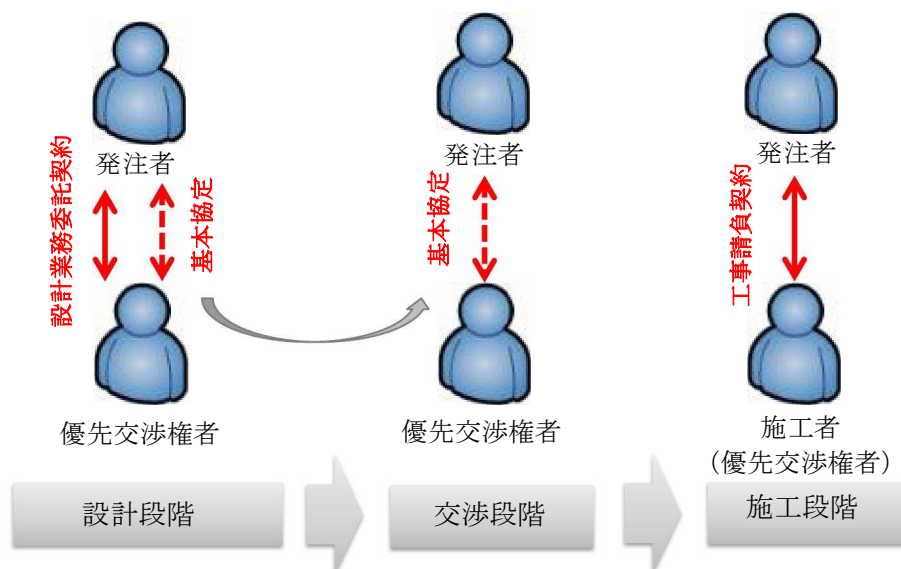 発注者
設計業務委託契約
基本協定
優先交渉権者
設計段階
発注者
基本協定
優先交渉権者
交渉段階
発注者
工事請負契約
施工者
（優先交渉権者）
施工段階